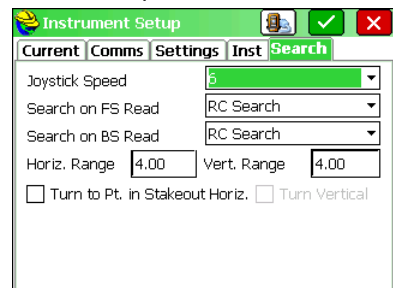 Instrument Setup
Current Comms Settings Inst Search
Joystick Speed 6
Search on FS Read RC Search
Search on BS Read RC Search
Horiz. Range 4.00 Vert. Range 4.00
Turn to Pt. in Stakeout Horiz. Turn Vertical